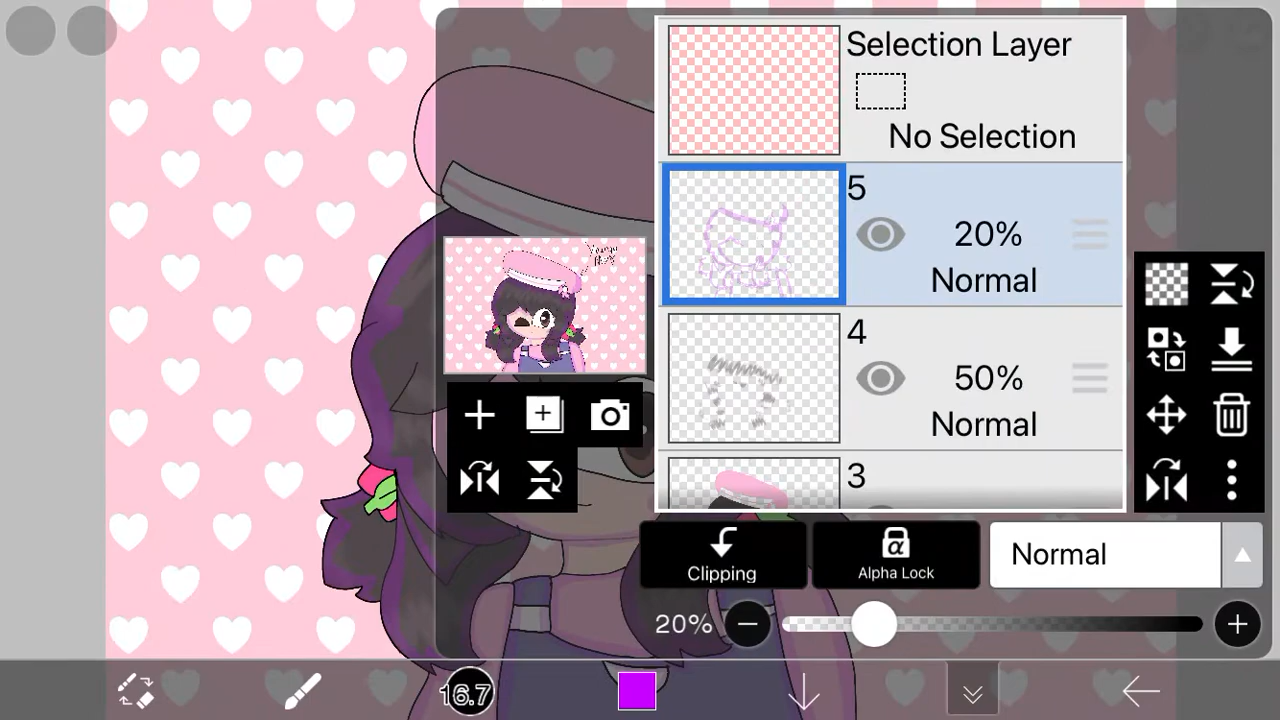 Selection Layer
No Selection
5
20%
Normal
4
50%
Normal
3
Clipping
Alpha Lock
α
Normal
20%
16.7